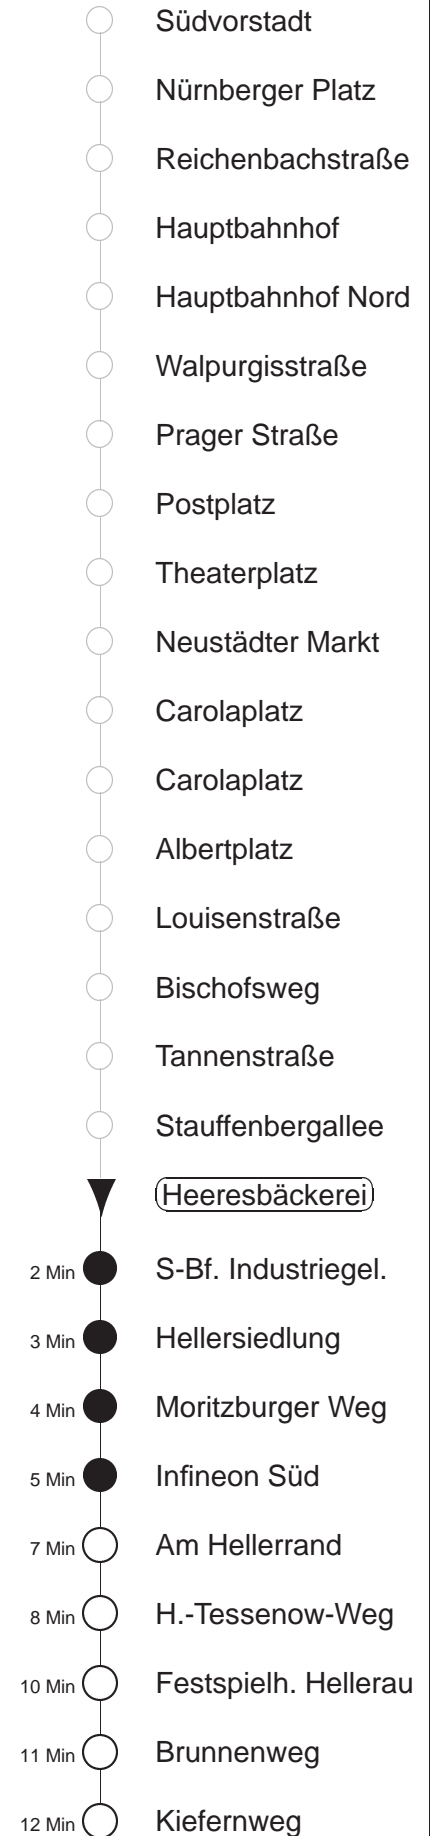 Südvorstadt
Nürnberger Platz
Reichenbachstraße
Hauptbahnhof
Hauptbahnhof Nord
Walpurgisstraße
Prager Straße
Postplatz
Theaterplatz
Neustädter Markt
Carolaplatz
Carolaplatz
Albertplatz
Louisenstraße
Bischofsweg
Tannenstraße
Stauffenbergallee
Heeresbäckerei
2 Min S-Bf. Industriegel.
3 Min Hellersiedlung
4 Min Moritzburger Weg
5 Min Infineon Süd
7 Min Am Hellerrand
8 Min H.-Tessenow-Weg
10 Min Festspielh. Hellerau
11 Min Brunnenweg
12 Min Kiefernweg